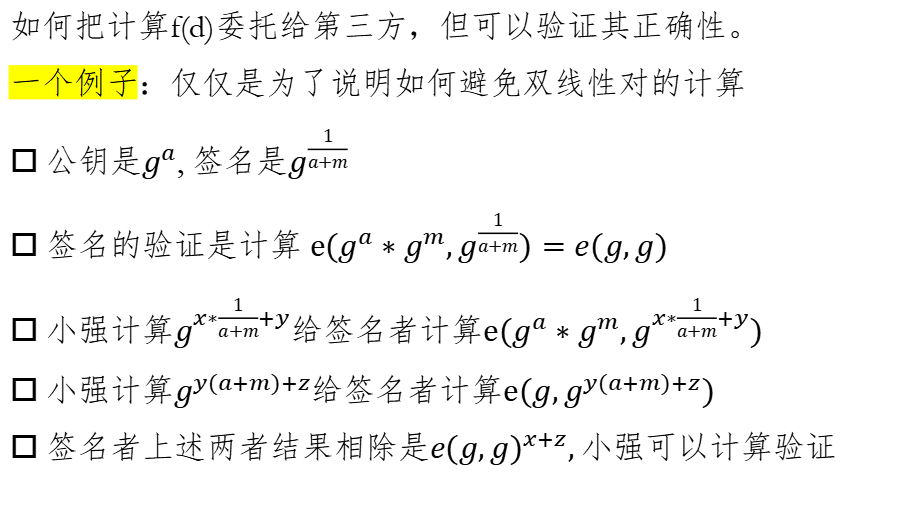 如何把计算f(d)委托给第三方，但可以验证其正确性。
一个例子：仅仅是为了说明如何避免双线性对的计算
□ 公钥是$g^a$, 签名是$g^{\frac{1}{a+m}}$
□ 签名的验证是计算 $e(g^a * g^m, g^{\frac{1}{a+m}}) = e(g, g)$
□ 小强计算$g^{x*\frac{1}{a+m}+y}$给签名者计算$e(g^a * g^m, g^{x*\frac{1}{a+m}+y})$
□ 小强计算$g^{y(a+m)+z}$给签名者计算$e(g, g^{y(a+m)+z})$
□ 签名者上述两者结果相除是$e(g, g)^{x+z}$, 小强可以计算验证